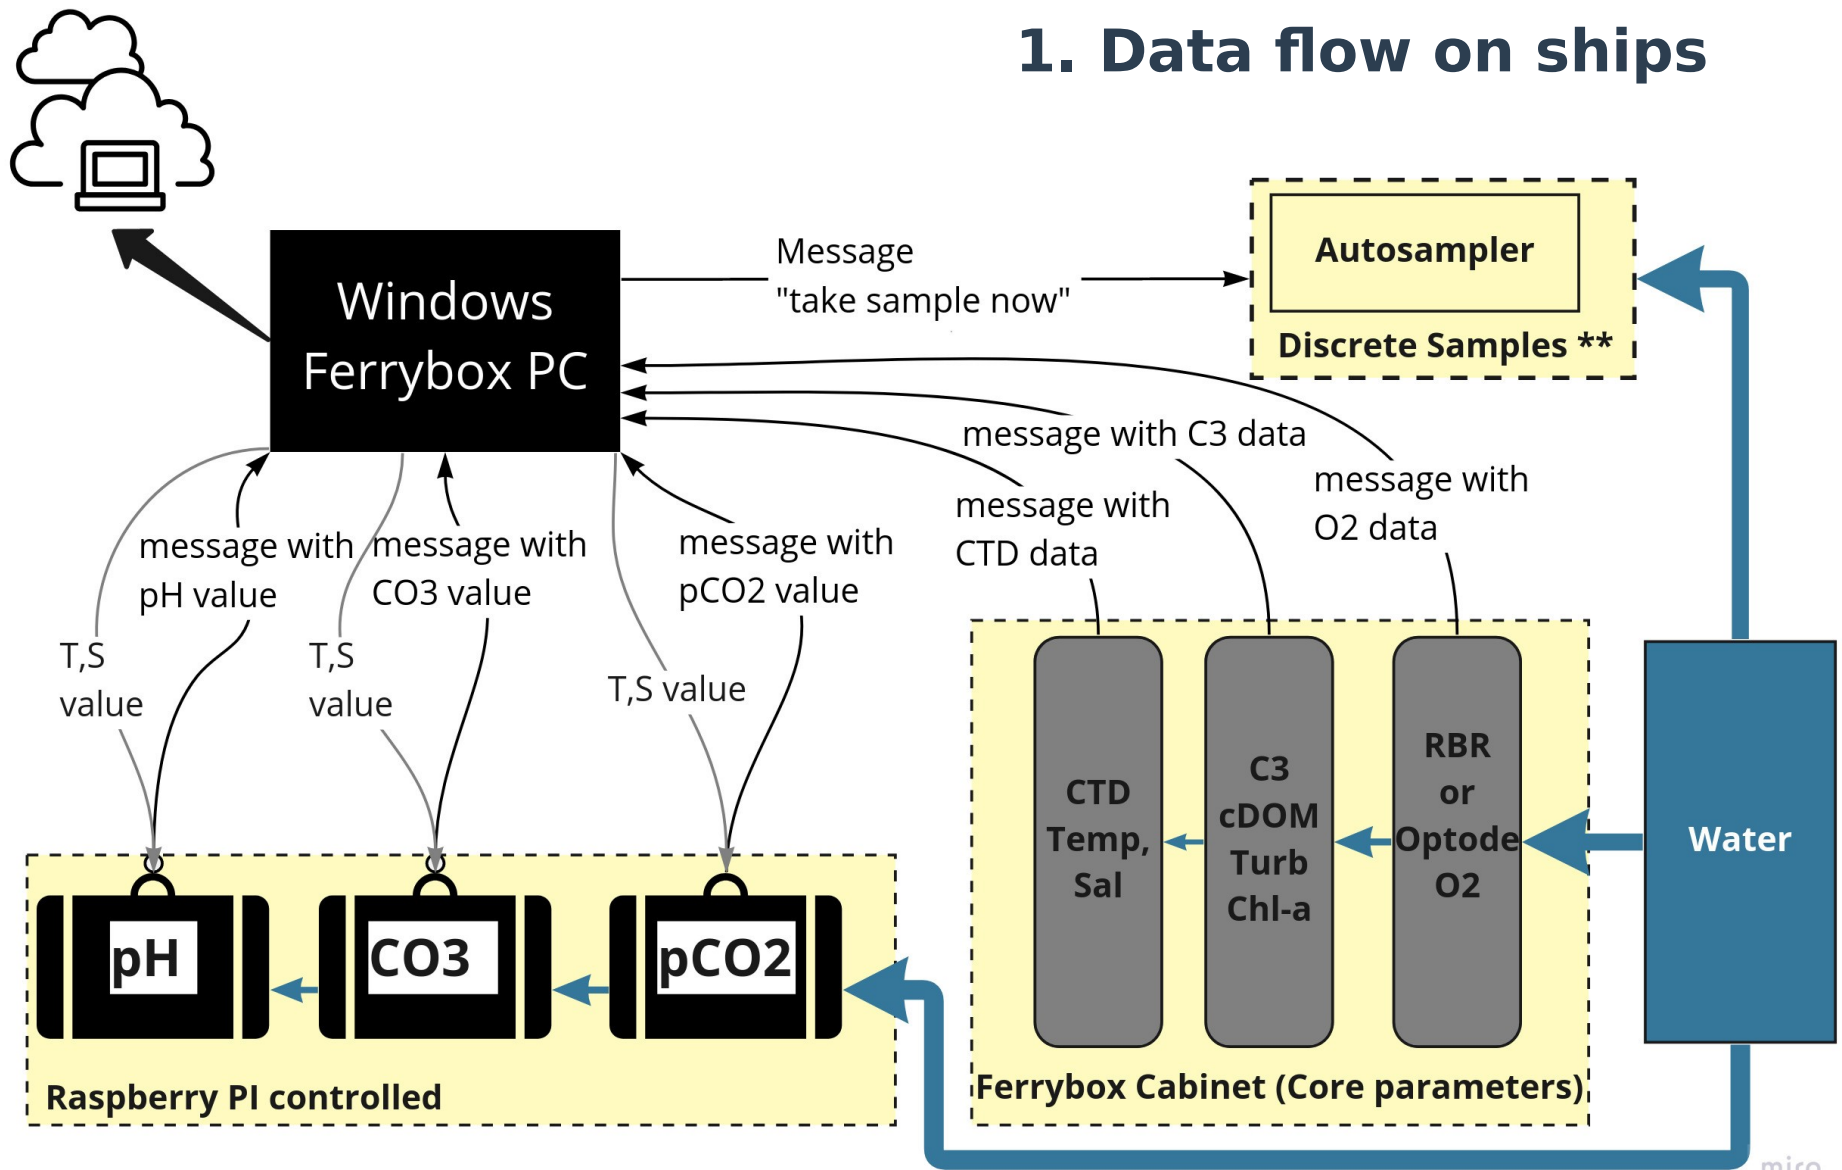 1. Data flow on ships
Windows
Ferrybox PC
Message
"take sample now"
Autosampler
Discrete Samples **
message with C3 data
message with
O2 data
message with
CTD data
message with
pH value
message with
CO3 value
message with
pCO2 value
T,S
value
T,S
value
T,S value
CTD
Temp,
Sal
C3
cDOM
Turb
Chl-a
RBR
or
Optode
O2
Water
pH
CO3
pCO2
Raspberry PI controlled
Ferrybox Cabinet (Core parameters)
miro